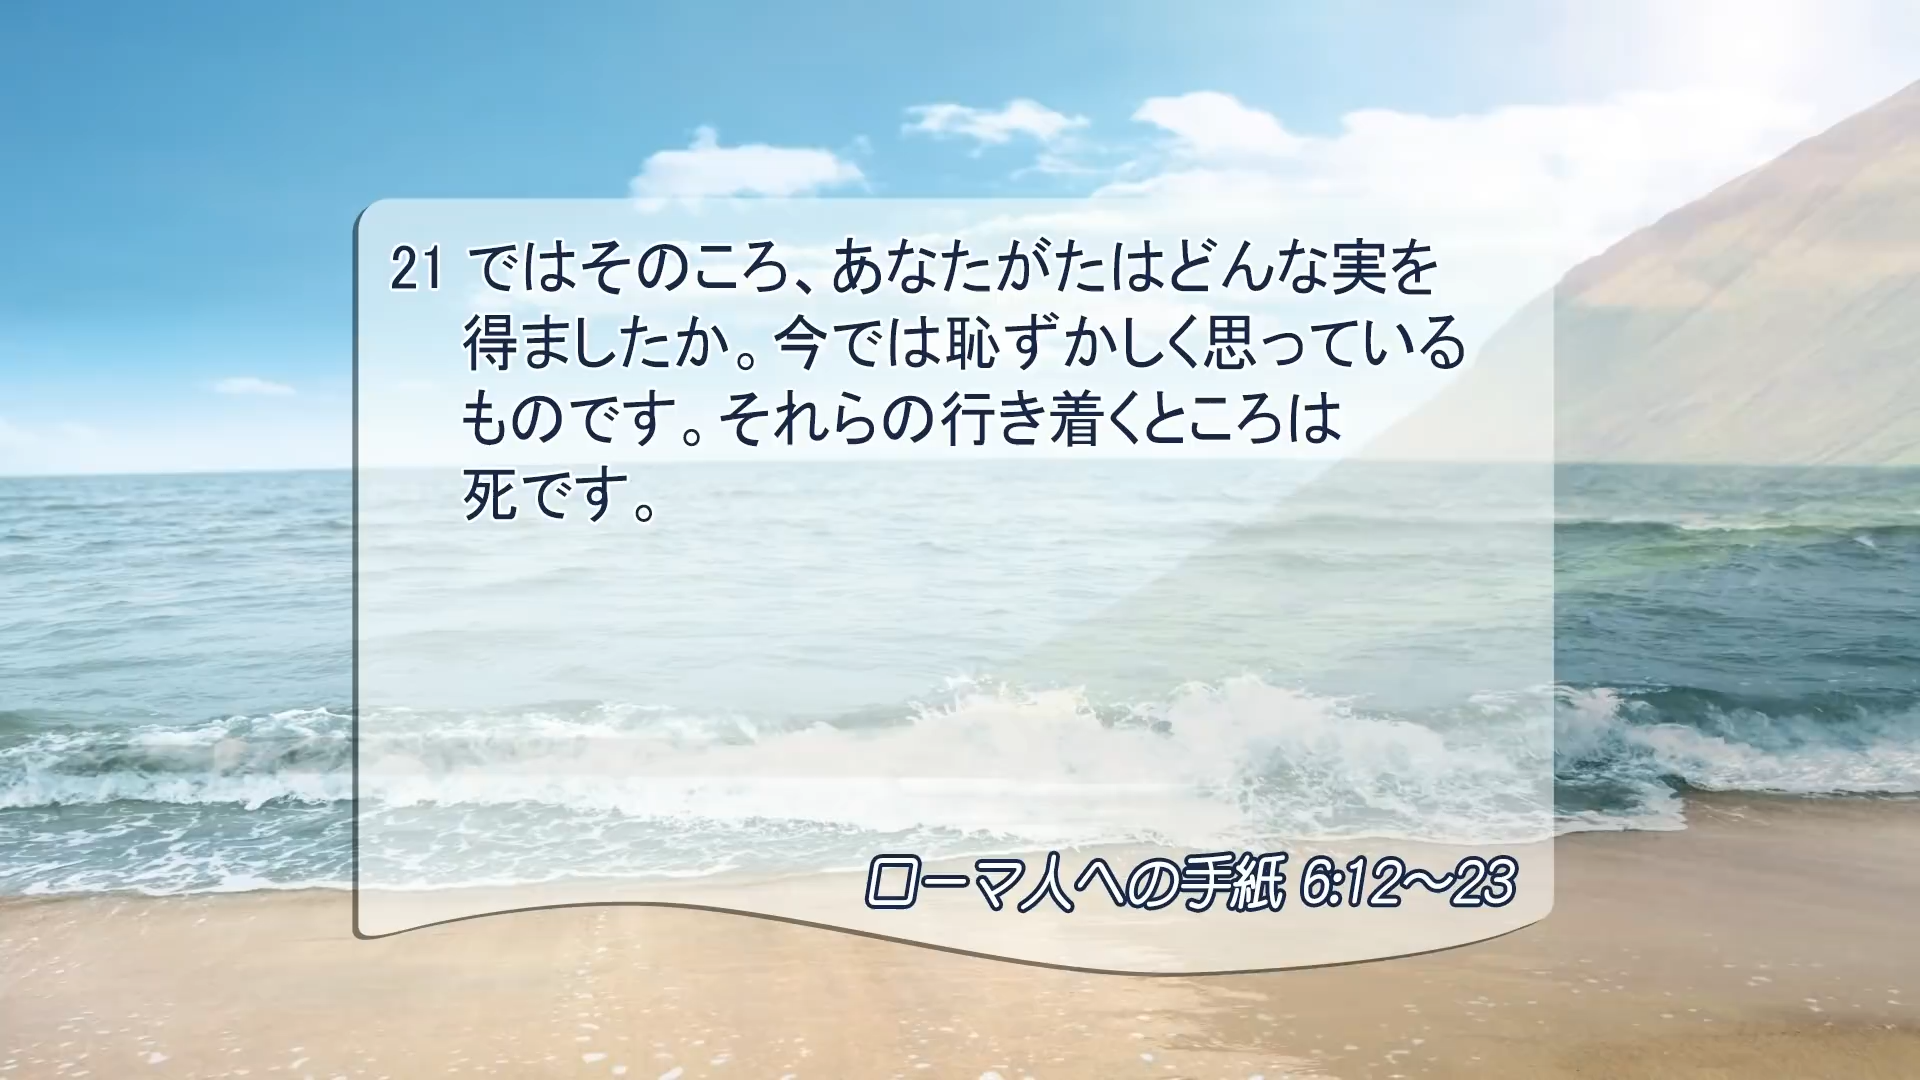 21 ではそのころ、あなたがたはどんな実を
得ましたか。今では恥ずかしく思っている
ものです。それらの行き着くところは
死です。
ローマ人への手紙 6:12～23